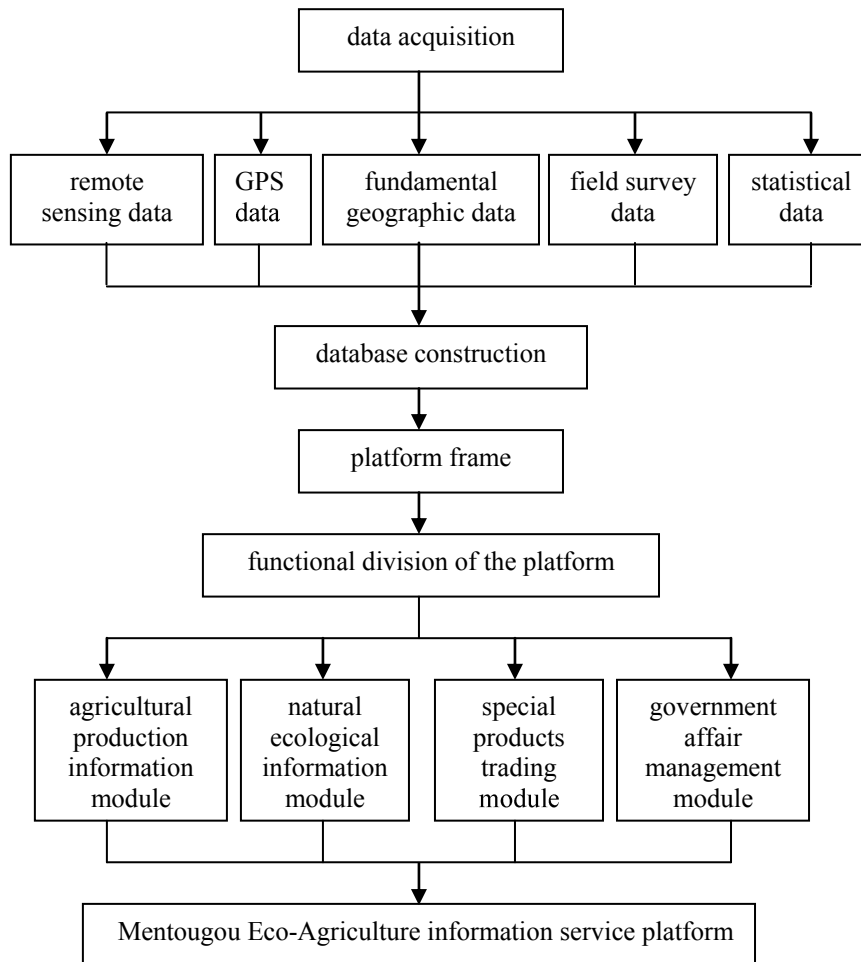 data acquisition
remote
sensing data
GPS
data
fundamental
geographic data
field survey
data
statistical
data
database construction
platform frame
functional division of the platform
agricultural
production
information
module
natural
ecological
information
module
special
products
trading
module
government
affair
management
module
Mentougou Eco-Agriculture information service platform